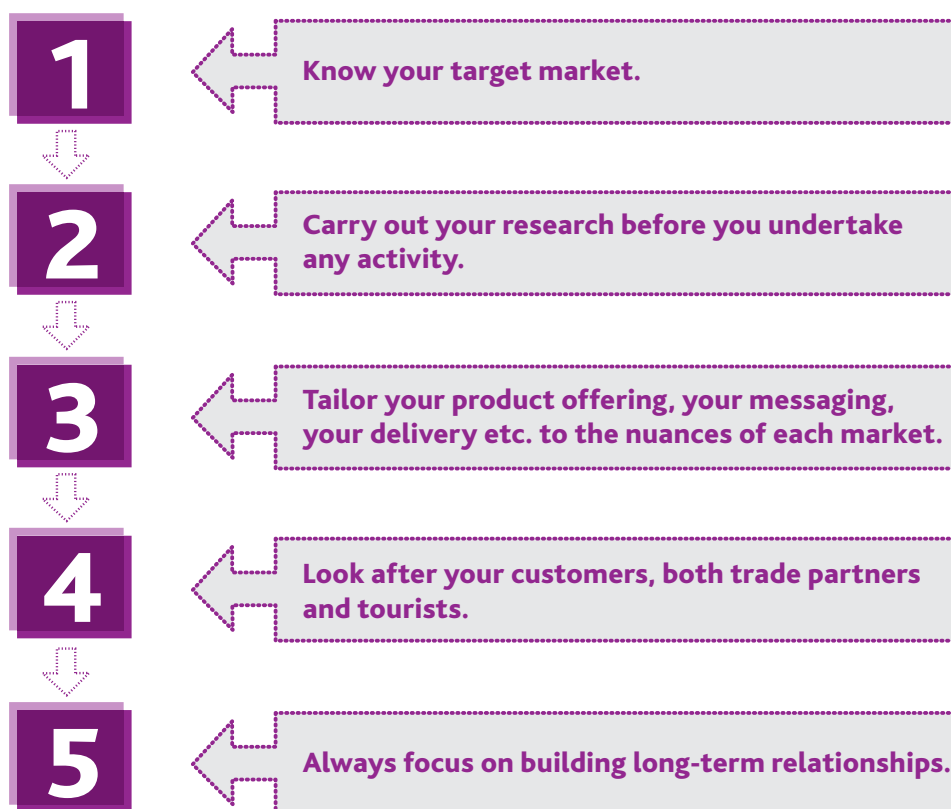 1
Know your target market.
2
Carry out your research before you undertake
any activity.
3
Tailor your product offering, your messaging,
your delivery etc. to the nuances of each market.
4
Look after your customers, both trade partners
and tourists.
5
Always focus on building long-term relationships.